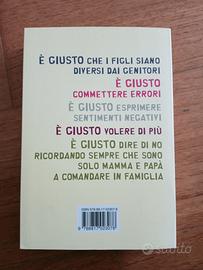 È GIUSTO CHE I FIGLI SIANO
DIVERSI DAI GENITORI
È GIUSTO
COMMETTERE ERRORI
È GIUSTO ESPRIMERE
SENTIMENTI NEGATIVI
È GIUSTO VOLERE DI PIÙ
È GIUSTO DIRE DI NO
RICORDANDO SEMPRE CHE SONO
SOLO MAMMA E PAPÀ
A COMANDARE IN FAMIGLIA
subito